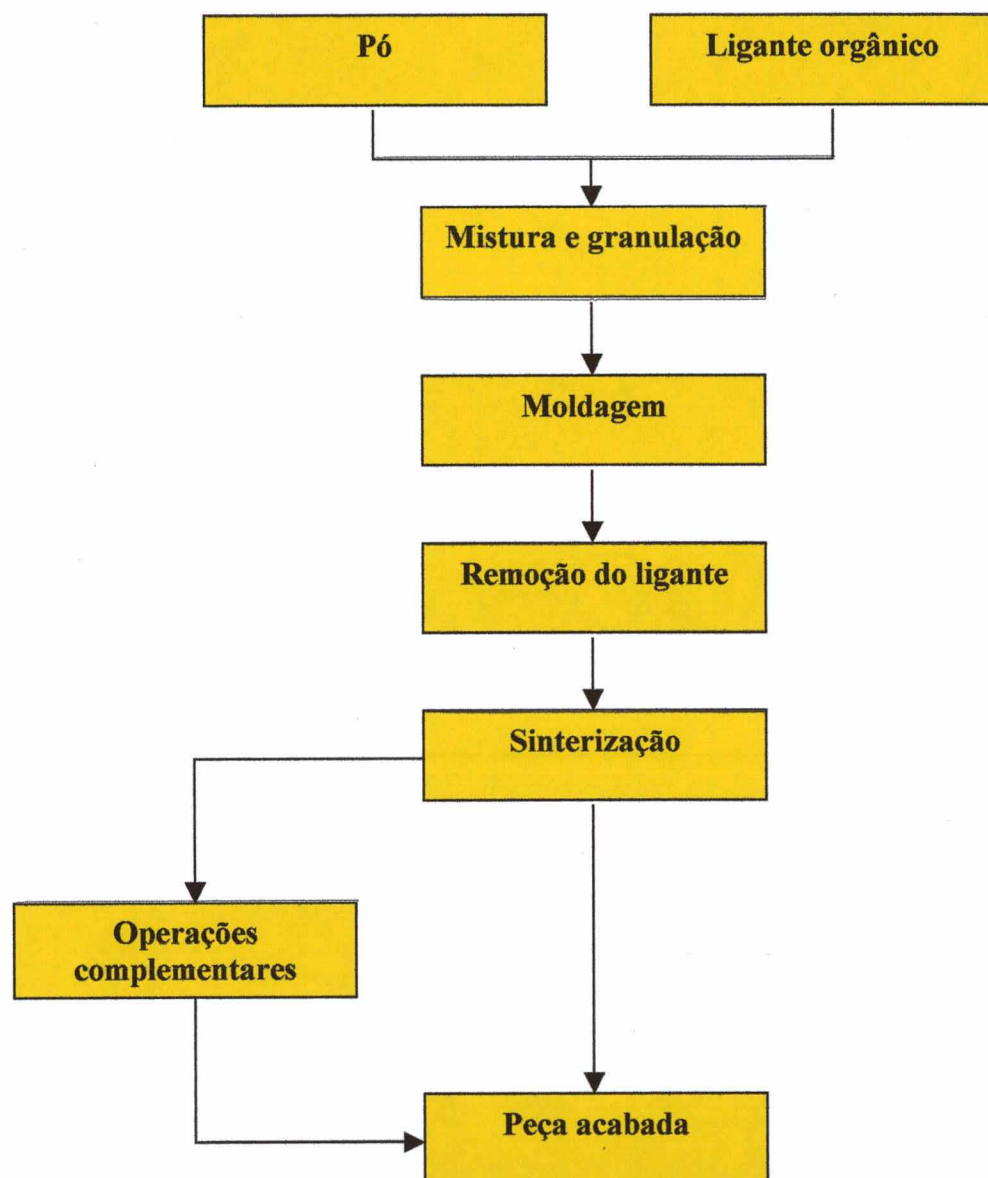 Pó
Ligante orgânico
Mistura e granulação
Moldagem
Remoção do ligante
Sinterização
Operações
complementares
Peça acabada